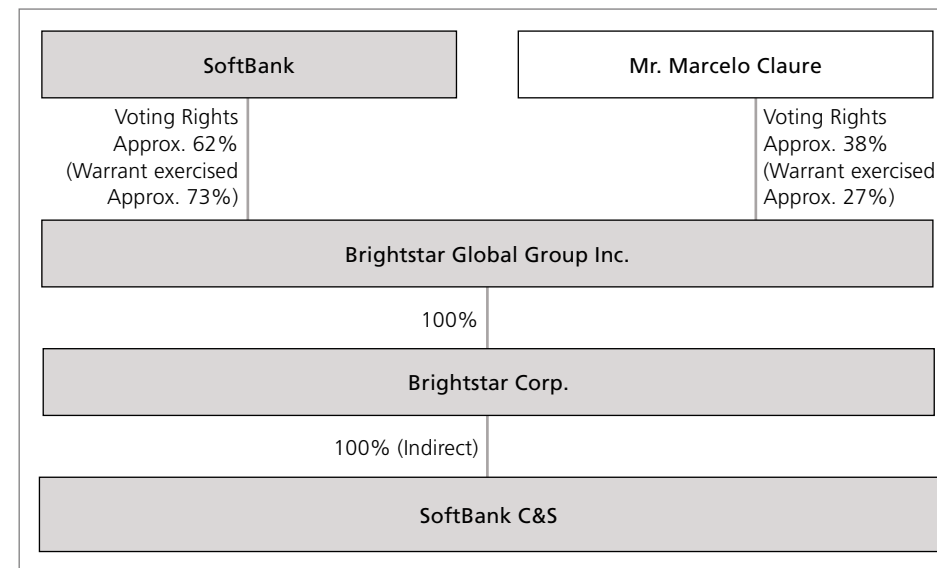 SoftBank
Mr. Marcelo Claure
Voting Rights
Approx. 62%
(Warrant exercised
Approx. 73%)
Voting Rights
Approx. 38%
(Warrant exercised
Approx. 27%)
Brightstar Global Group Inc.
100%
Brightstar Corp.
100% (Indirect)
SoftBank C&S